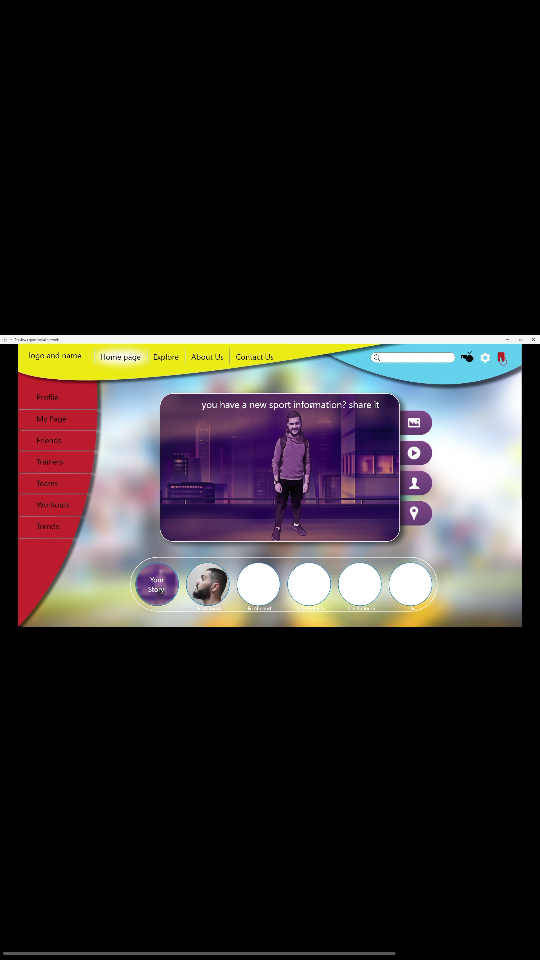 logo and name
Home page
Explore
About Us
Contact Us
Profile
My Page
Friends
Trainers
Teams
Workouts
Trends
you have a new sport information? share it
Your
Story